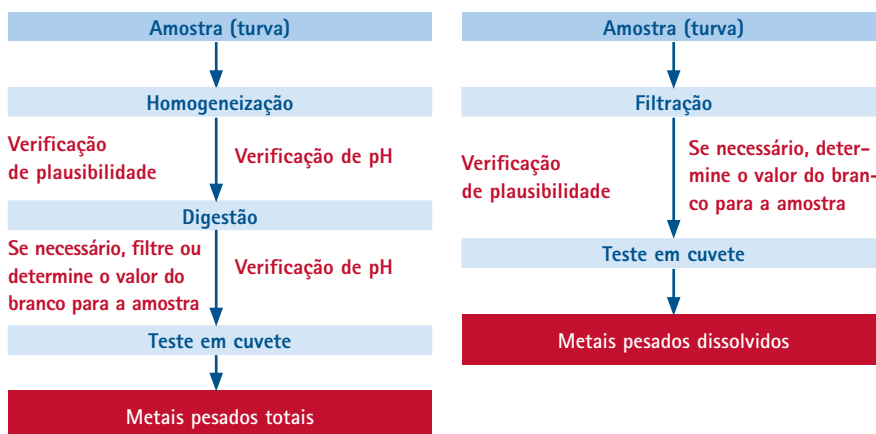 Amostra (turva)
Homogeneização
Verificação
de plausibilidade
Verificação de pH
Digestão
Se necessário, filtre ou
determine o valor do
branco para a amostra
Verificação de pH
Teste em cuvete
Metais pesados totais
Amostra (turva)
Filtração
Verificação
de plausibilidade
Se necessário, deter-
mine o valor do bran-
co para a amostra
Teste em cuvete
Metais pesados dissolvidos